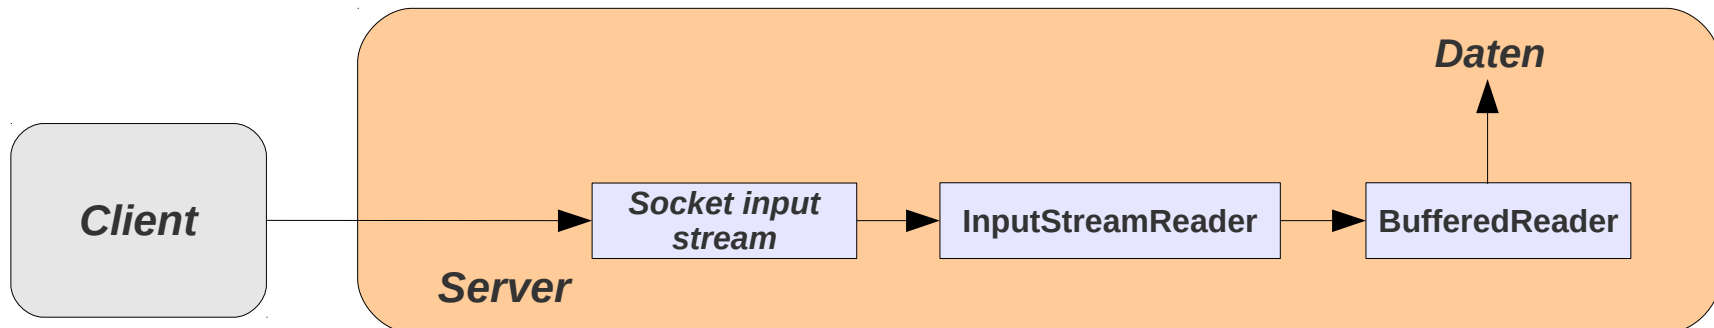 Daten
Client
Socket input
stream
InputStreamReader
BufferedReader
Server